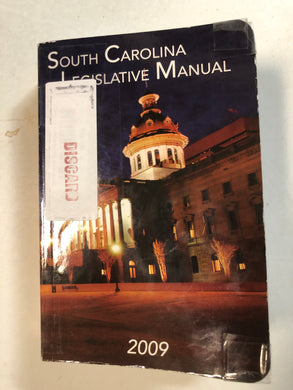 South Carolina
Legislative Manual
DISCARD
2009